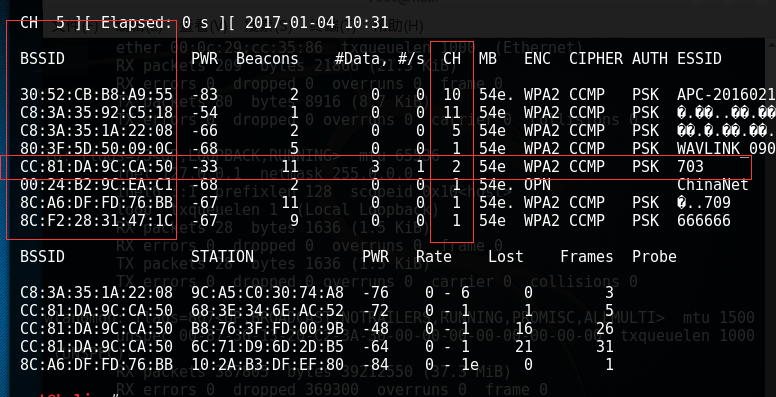 CH  5 ][ Elapsed: 0 s ][ 2017-01-04 10:31
BSSID              PWR  Beacons    #Data, #/s  CH  MB   ENC  CIPHER AUTH ESSID
30:52:CB:B8:A9:55  -83        2        0    0  10  54e. WPA2 CCMP   PSK  APC-2016021
C8:3A:35:92:C5:18  -54        1        0    0  11  54e  WPA2 CCMP   PSK  �.��..��.��
C8:3A:35:1A:22:08  -66        2        0    0   5  54e  WPA2 CCMP   PSK  ��.�.��.��.
80:3F:5D:50:09:0C  -68        5        0    0   1  54e  WPA2 CCMP   PSK  WAVLINK_090
CC:81:DA:9C:CA:50  -33       11        3    1   2  54e  WPA2 CCMP   PSK  703
00:24:B2:9C:EA:C1  -68        2        0    0   1  54e. OPN              ChinaNet
8C:A6:DF:FD:76:BB  -67       11        0    0   1  54e. WPA2 CCMP   PSK  �..709
8C:F2:28:31:47:1C  -67        9        0    0   1  54e  WPA2 CCMP   PSK  666666
BSSID              STATION            PWR   Rate    Lost    Frames  Probe
C8:3A:35:1A:22:08  9C:A5:C0:30:74:A8  -76    0 - 6      0        3
CC:81:DA:9C:CA:50  68:3E:34:6E:AC:52  -72    0 - 1      1        5
CC:81:DA:9C:CA:50  B8:76:3F:FD:00:9B  -48    0 - 1     16       26
CC:81:DA:9C:CA:50  6C:71:D9:6D:2D:B5  -64    0 - 1     21       31
8C:A6:DF:FD:76:BB  10:2A:B3:DF:EF:80  -84    0 - 1e     0        1